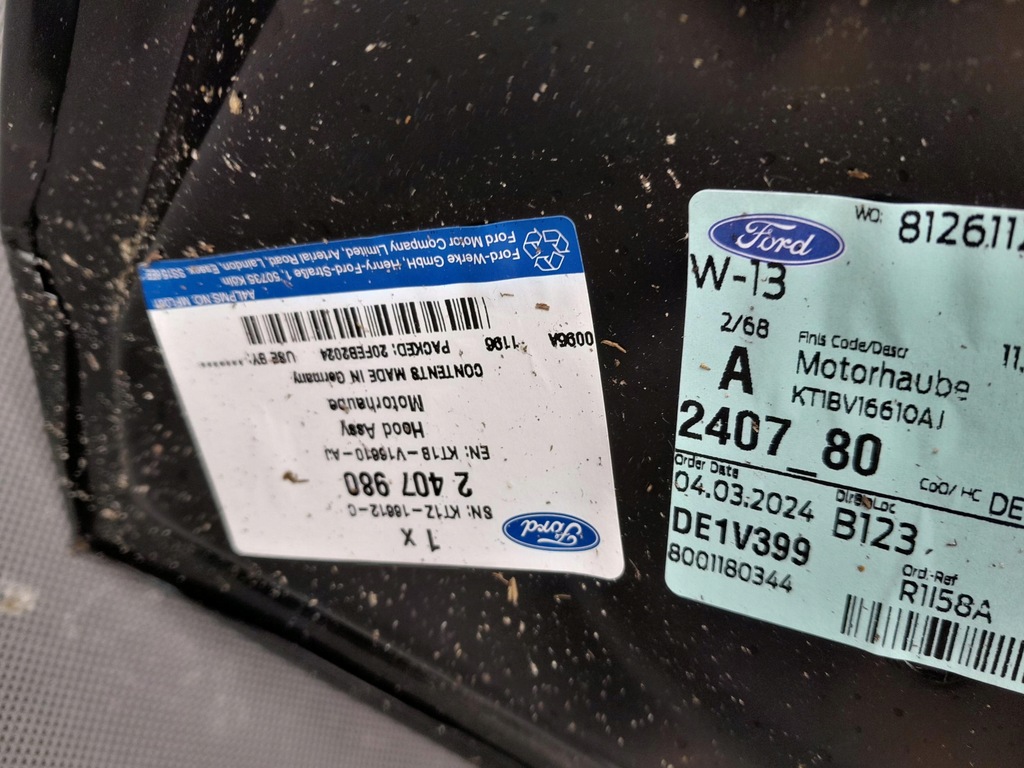 Ford
1 x
SN: KT1Z-16612-C
2 407 980
EN: KT1B-V16610-AJ
Hood Assy
Motorhaube
CONTENTS MADE IN Germany
PACKED: 20FEB2024 USE BY:
1196
0096A
Ford-Werke GmbH, Henry-Ford-Straße 1, 50735 Köln
Ford Motor Company Limited, Arterial Road, Laindon, Essex,
Ford
WO: 812611
W-13
2/68
A
Finis Code/Descr
11.
Motorhaube
KT1BV16610AJ
2407_80
Order Date
CoO/ HC DE
04.03.2024
DirShLoc
B123
DE1V399
8001180344
Ord.-Ref
R1158A